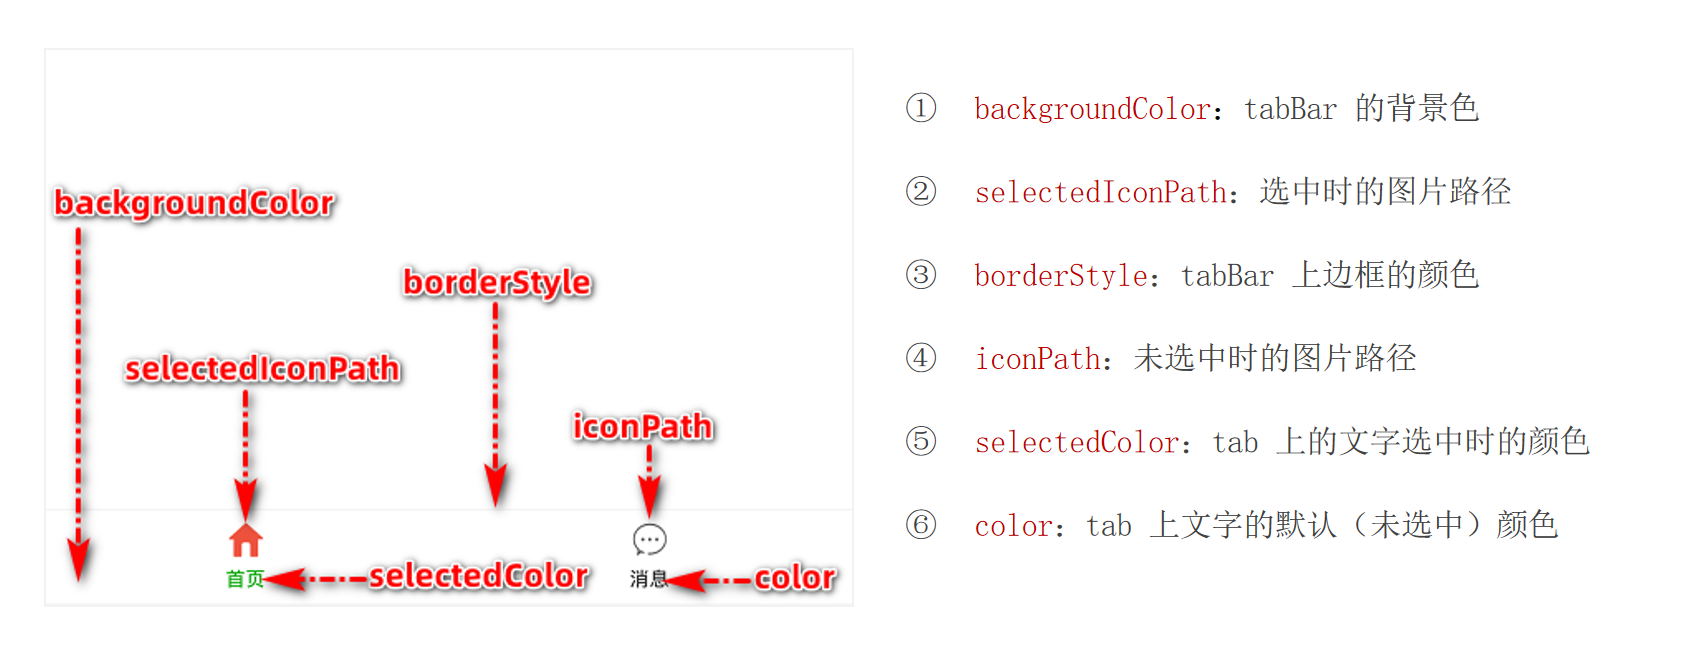 backgroundColor
borderStyle
selectedIconPath
iconPath
首页
selectedColor
消息
color
① backgroundColor：tabBar 的背景色
② selectedIconPath：选中时的图片路径
③ borderStyle：tabBar 上边框的颜色
④ iconPath：未选中时的图片路径
⑤ selectedColor：tab 上的文字选中时的颜色
⑥ color：tab 上文字的默认（未选中）颜色